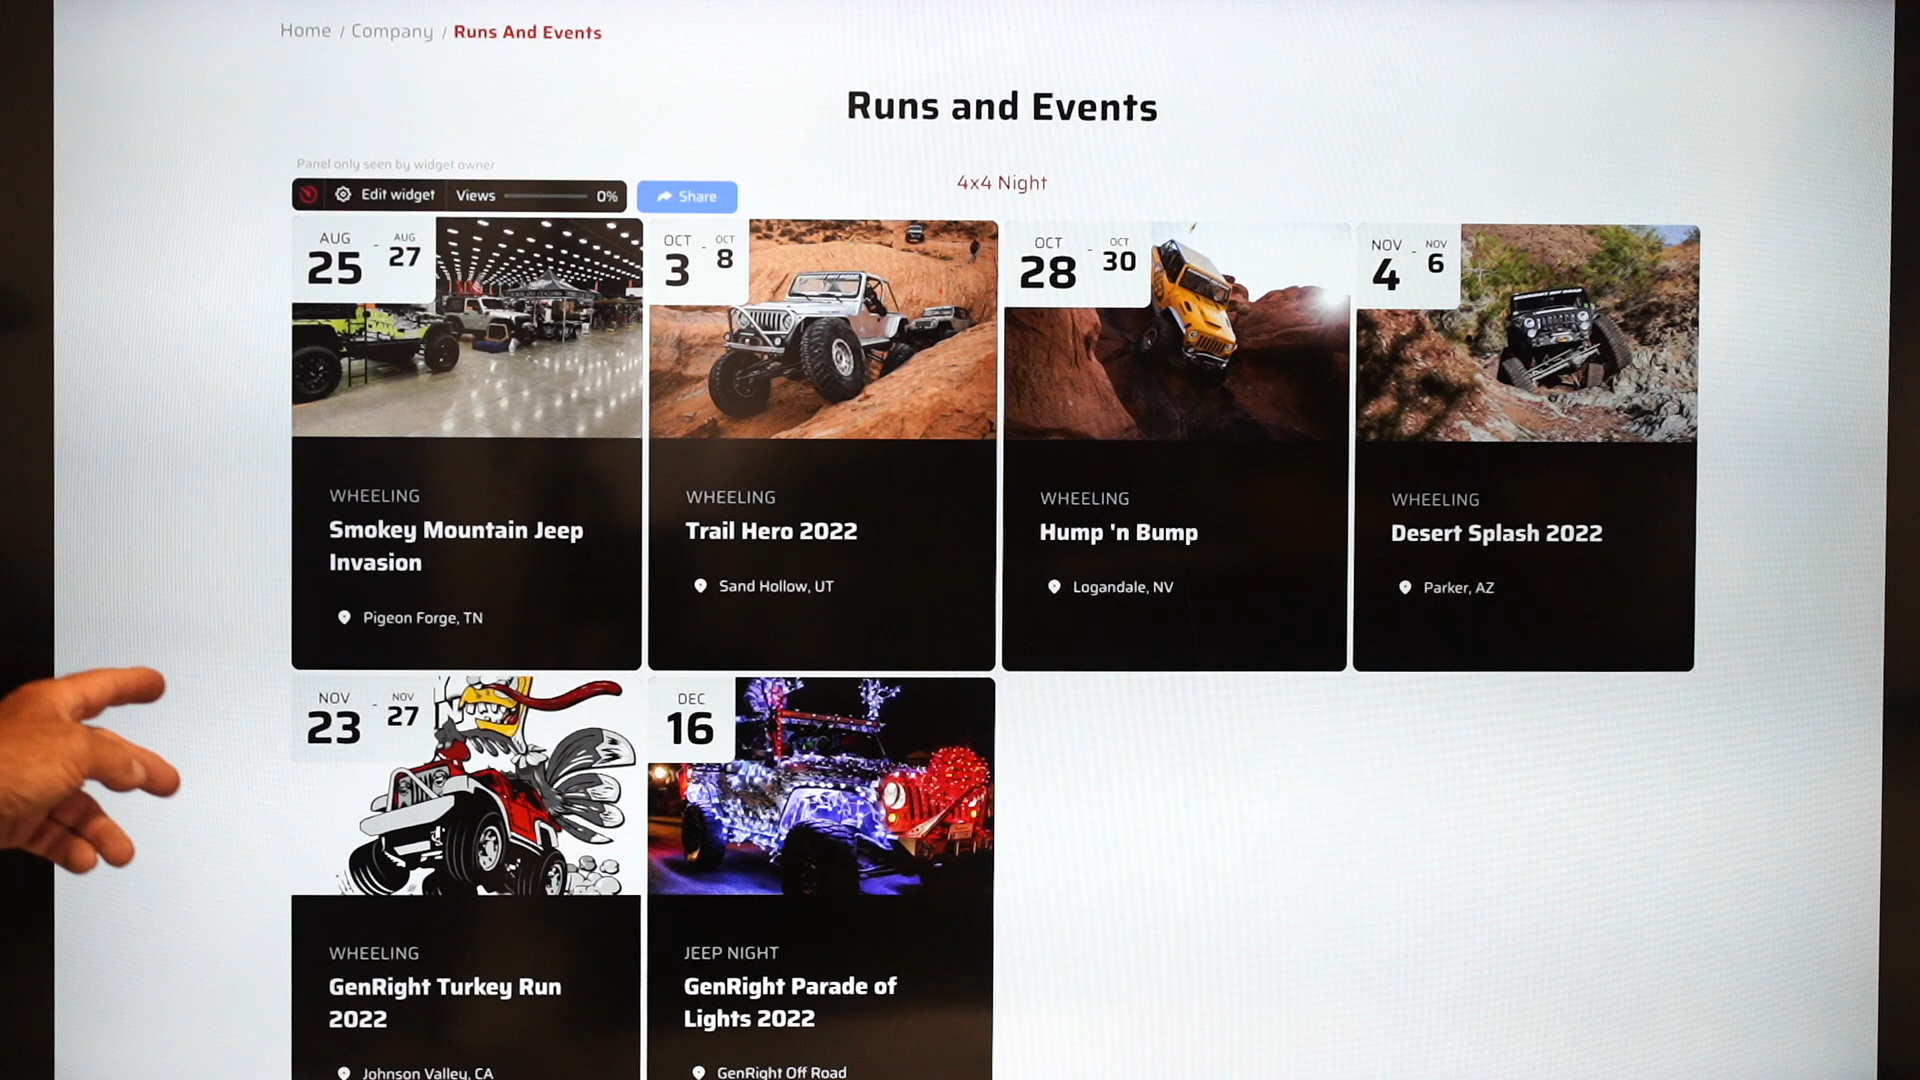 Home / Company / Runs And Events
Runs and Events
Panel only seen by widget owner
Edit widget
Views
0%
Share
4x4 Night
AUG
25
-
AUG
27
WHEELING
Smokey Mountain Jeep
Invasion
Pigeon Forge, TN
OCT
3
-
OCT
8
WHEELING
Trail Hero 2022
Sand Hollow, UT
OCT
28
-
OCT
30
WHEELING
Hump 'n Bump
Logandale, NV
NOV
4
-
NOV
6
WHEELING
Desert Splash 2022
Parker, AZ
NOV
23
-
NOV
27
WHEELING
GenRight Turkey Run
2022
Johnson Valley, CA
DEC
16
JEEP NIGHT
GenRight Parade of
Lights 2022
GenRight Off Road